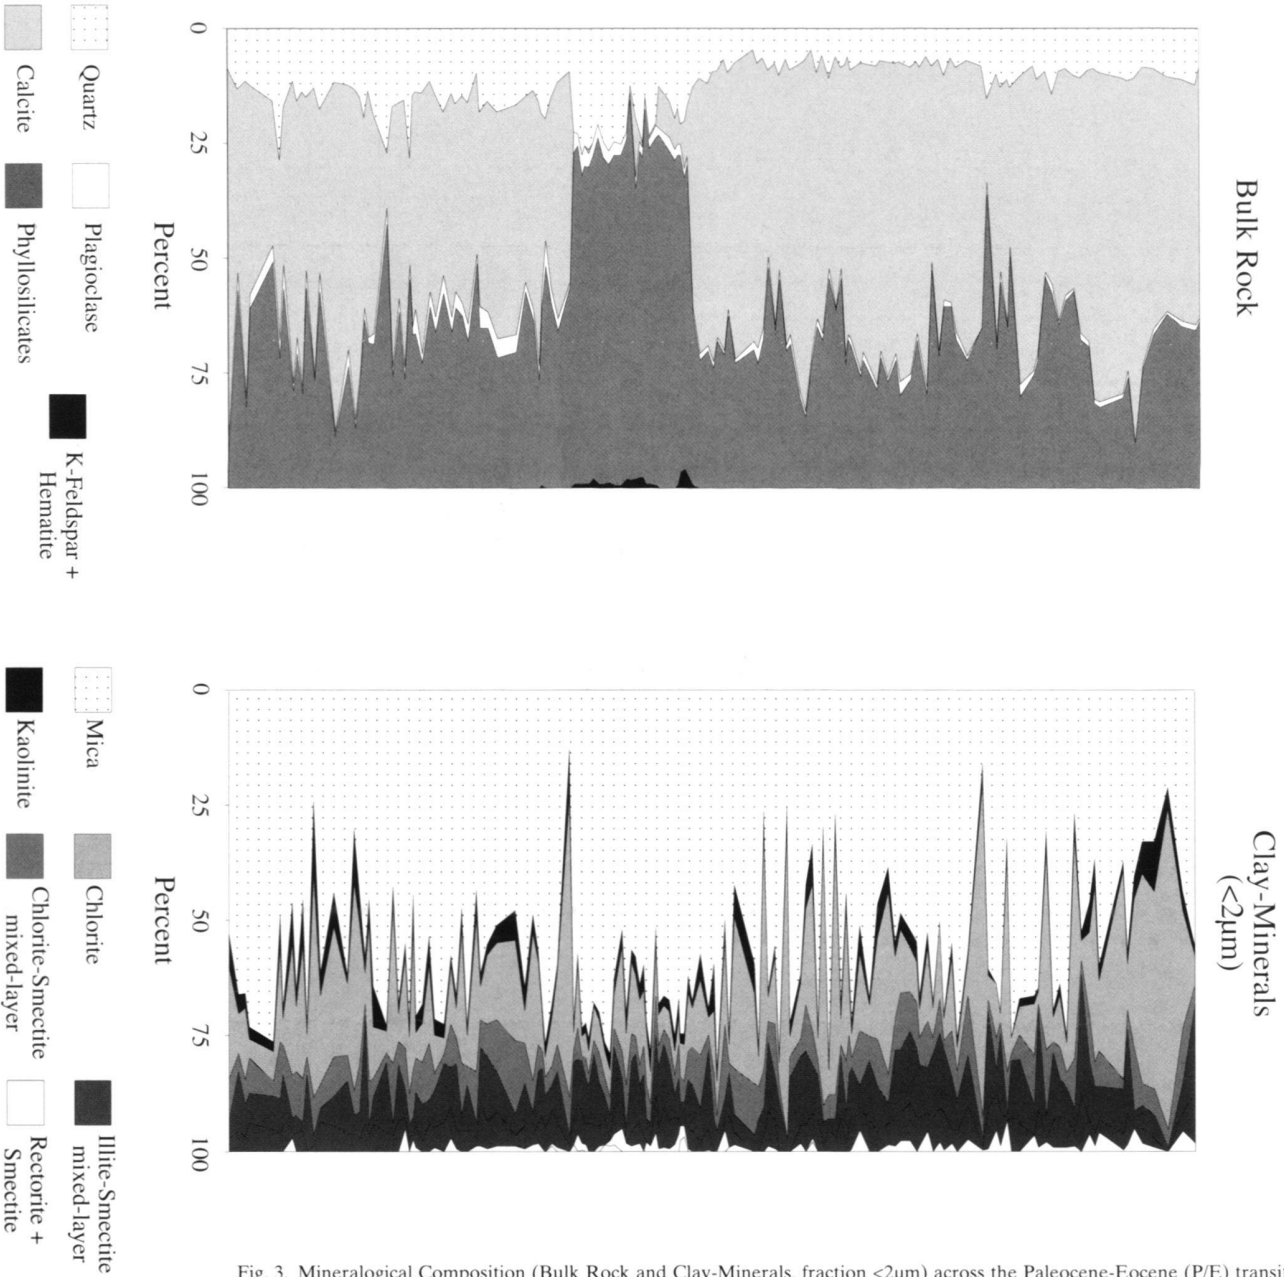 Bulk Rock
0
25
50
75
100
Percent
Quartz
Plagioclase
K-Feldspar +
Hematite
Calcite
Phyllosilicates
Clay-Minerals
(<2μm)
0
25
50
75
100
Percent
Mica
Chlorite
Illite-Smectite
mixed-layer
Kaolinite
Chlorite-Smectite
mixed-layer
Rectorite +
Smectite
Fig. 3. Mineralogical Composition (Bulk Rock and Clay-Minerals, fraction <2μm) across the Paleocene-Eocene (P/E) transi